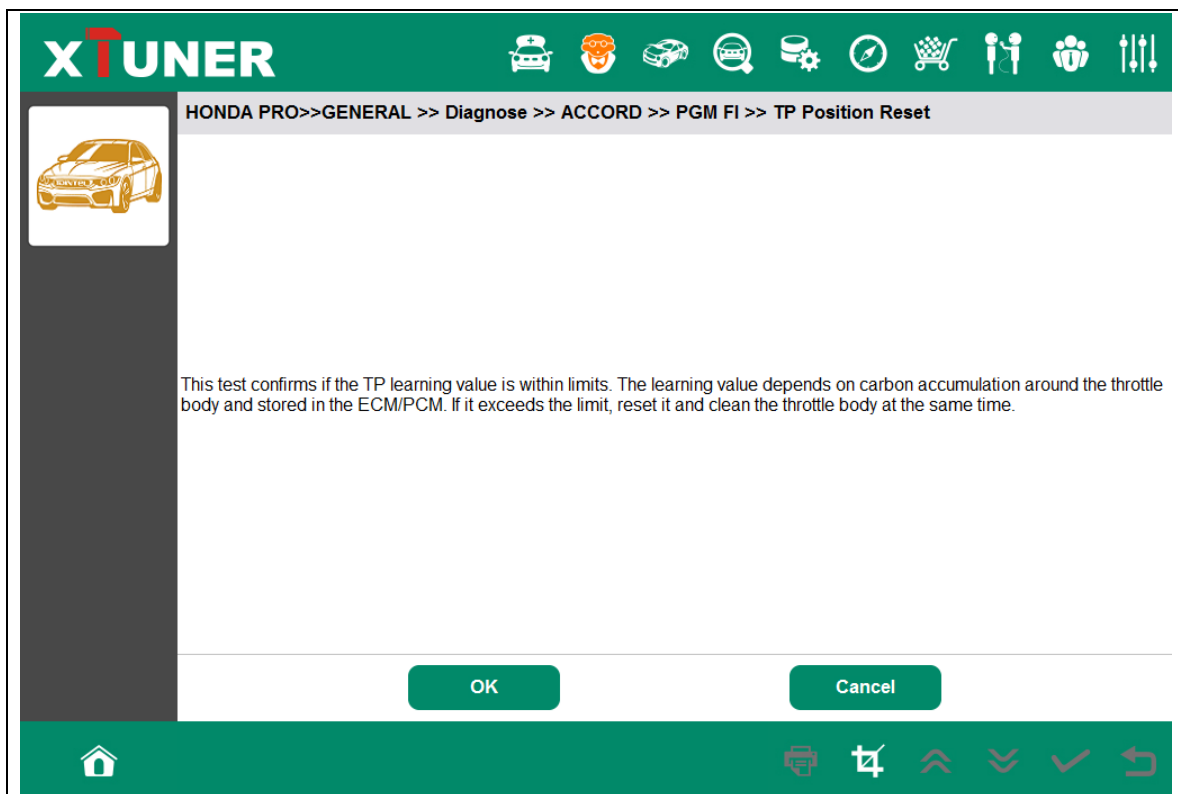 XTUNER
HONDA PRO>>GENERAL >> Diagnose >> ACCORD >> PGM FI >> TP Position Reset
This test confirms if the TP learning value is within limits. The learning value depends on carbon accumulation around the throttle
body and stored in the ECM/PCM. If it exceeds the limit, reset it and clean the throttle body at the same time.
OK
Cancel